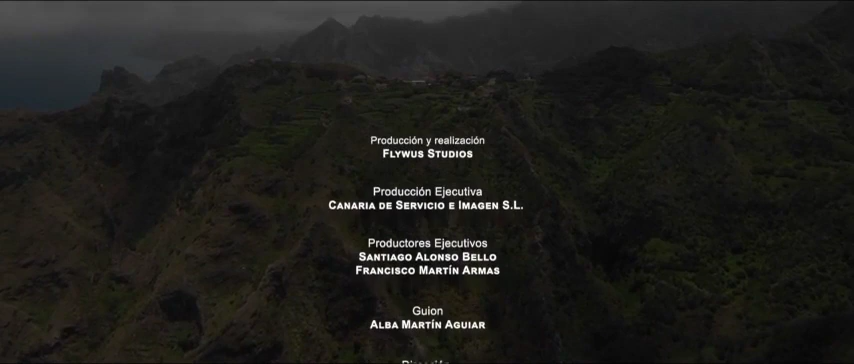 Producción y realización
FLYWUS STUDIOS
Producción Ejecutiva
CANARIA DE SERVICIO E IMAGEN S.L.
Productores Ejecutivos
SANTIAGO ALONSO BELLO
FRANCISCO MARTÍN ARMAS
Guion
ALBA MARTÍN AGUIAR
Dirección